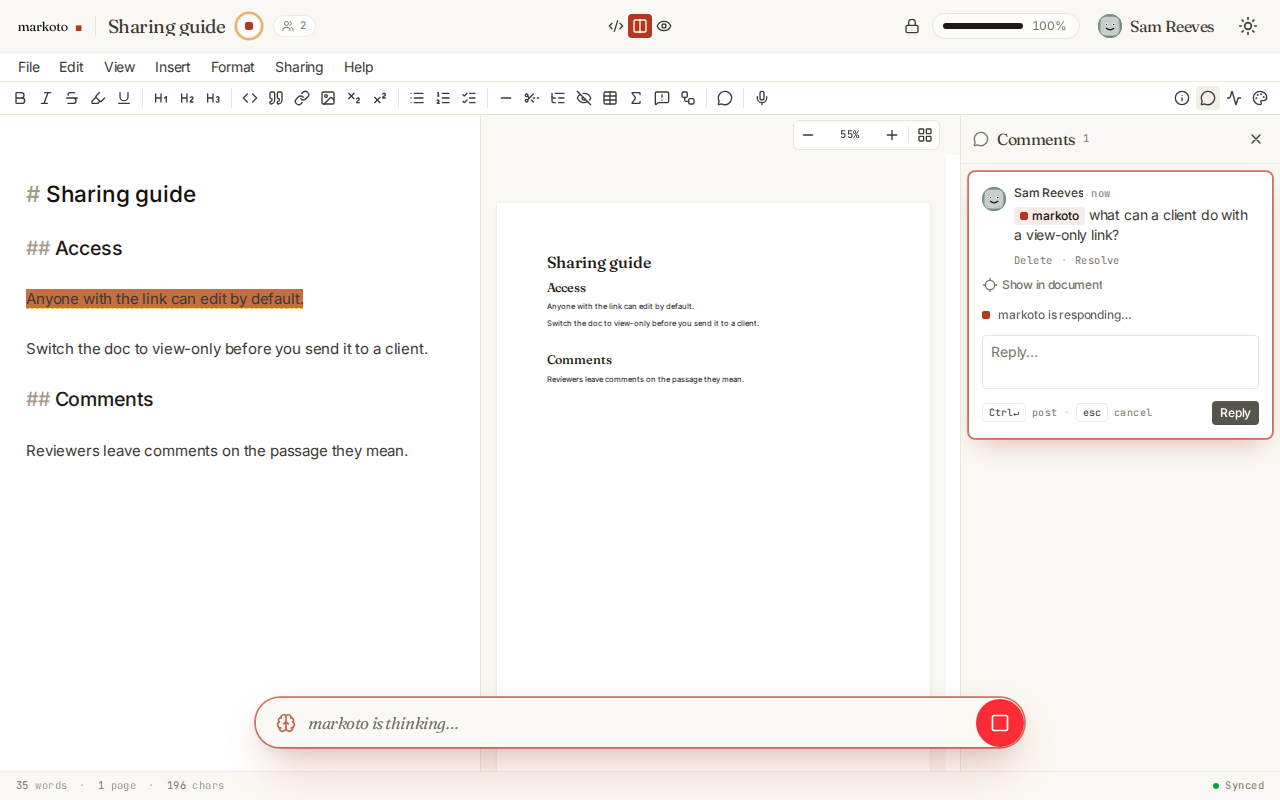 markoto
Sharing guide
2
100%
Sam Reeves
File Edit View Insert Format Sharing Help
H1 H2 H3
55%
# Sharing guide
## Access
Anyone with the link can edit by default.
Switch the doc to view-only before you send it to a client.
## Comments
Reviewers leave comments on the passage they mean.
Sharing guide
Access
Anyone with the link can edit by default.
Switch the doc to view-only before you send it to a client.
Comments
Reviewers leave comments on the passage they mean.
Comments 1
Sam Reeves now
markoto what can a client do with
a view-only link?
Delete · Resolve
Show in document
markoto is responding...
Reply...
Ctrl↵ post · esc cancel
Reply
markoto is thinking...
35 words · 1 page · 196 chars
Synced